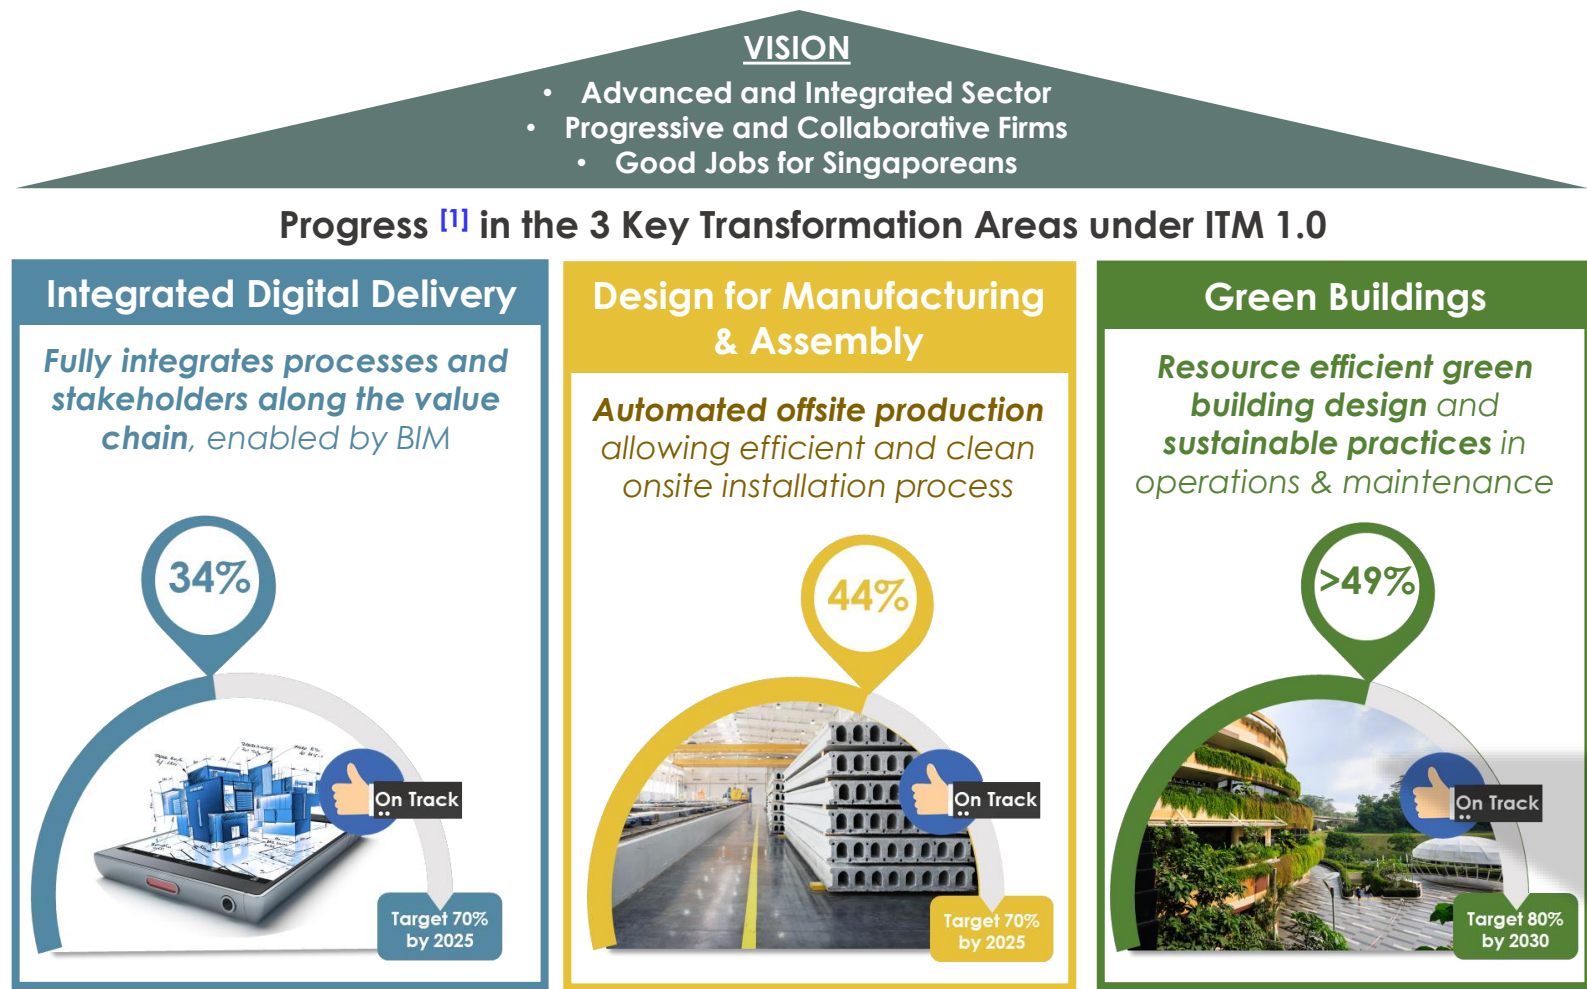 VISION
• Advanced and Integrated Sector
• Progressive and Collaborative Firms
• Good Jobs for Singaporeans
Progress [1] in the 3 Key Transformation Areas under ITM 1.0
Integrated Digital Delivery
Fully integrates processes and
stakeholders along the value
chain, enabled by BIM
34%
On Track
Target 70%
by 2025
Design for Manufacturing
& Assembly
Automated offsite production
allowing efficient and clean
onsite installation process
44%
On Track
Target 70%
by 2025
Green Buildings
Resource efficient green
building design and
sustainable practices in
operations & maintenance
>49%
On Track
Target 80%
by 2030